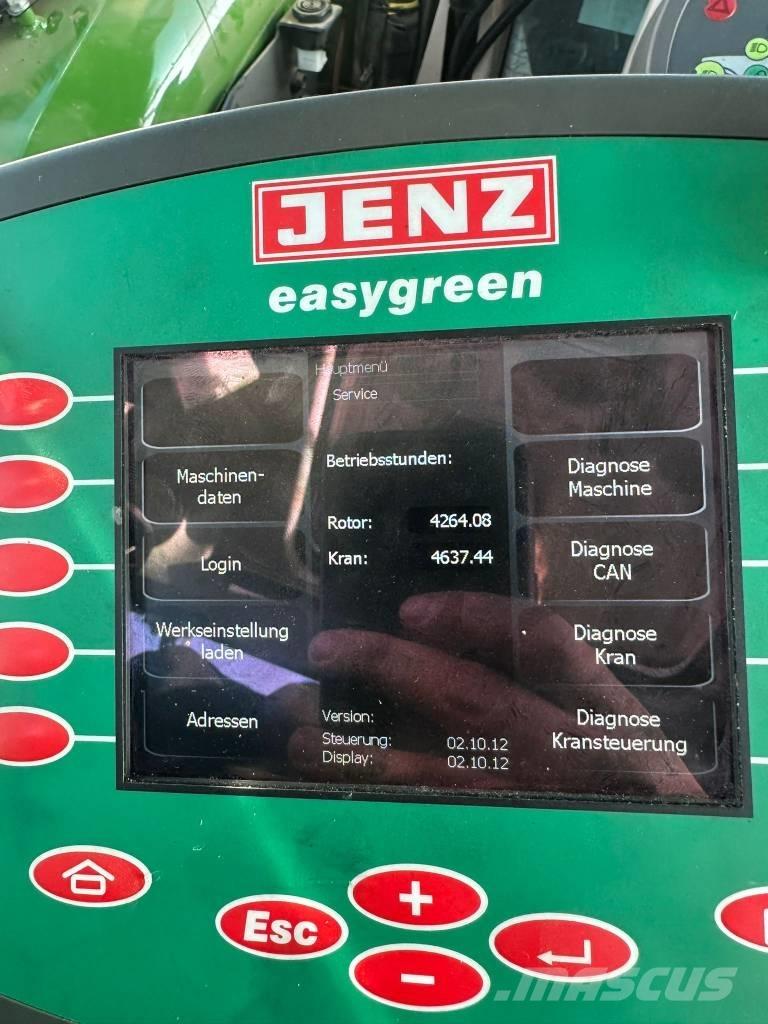 JENZ
easygreen
Hauptmenü
Service
Maschinen-
daten
Login
Werkseinstellung
laden
Adressen
Betriebsstunden:
Rotor: 4264.08
Kran: 4637.44
Version:
Steuerung: 02.10.12
Display: 02.10.12
Diagnose
Maschine
Diagnose
CAN
Diagnose
Kran
Diagnose
Kransteuerung
Esc
+
-
MASCUS